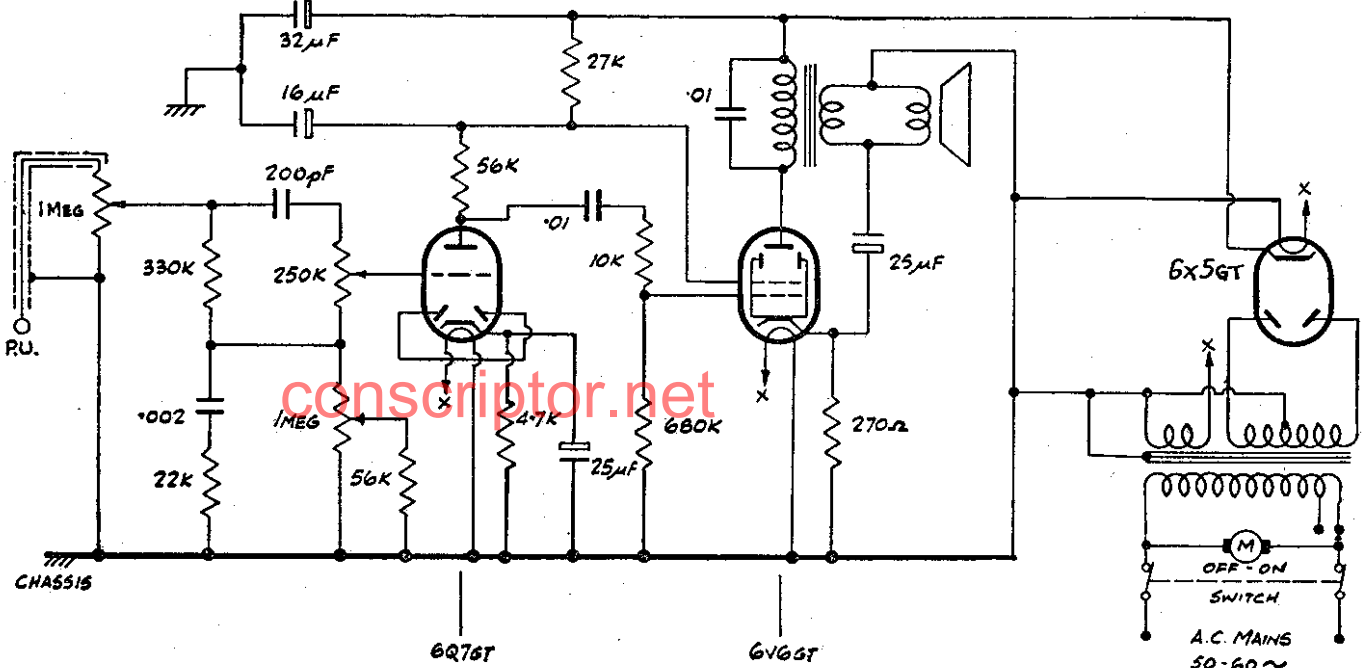 32µF
27K
16µF
.01
56K
200pF
1MEG
.01
10K
25µF
6X5GT
X
330K
250K
P.U.
X
X
X
conscriptor.net
.002
1MEG
4.7K
680K
270Ω
22K
56K
25µF
M
OFF - ON
SWITCH
CHASSIS
A.C. MAINS
50-60~
6Q7GT
6V6GT